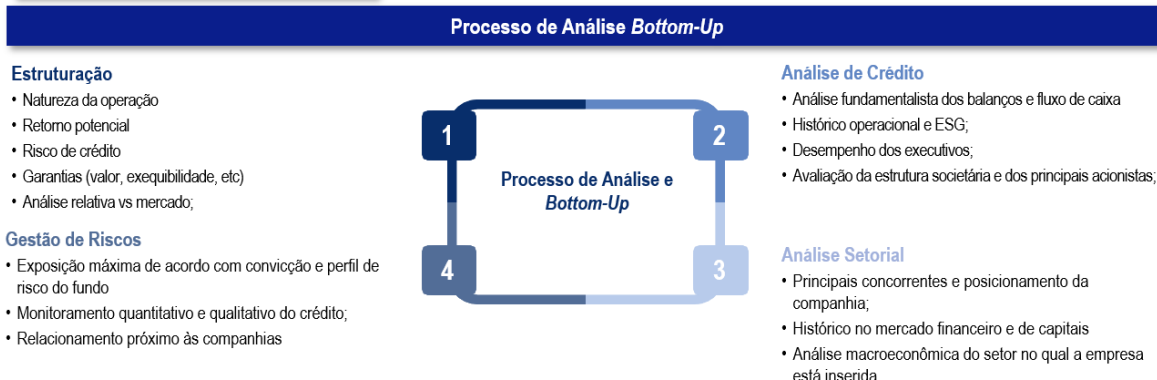 Processo de Análise Bottom-Up
Estruturação
• Natureza da operação
• Retorno potencial
• Risco de crédito
• Garantias (valor, exequibilidade, etc)
• Análise relativa vs mercado;
Gestão de Riscos
• Exposição máxima de acordo com convicção e perfil de
risco do fundo
• Monitoramento quantitativo e qualitativo do crédito;
• Relacionamento próximo às companhias
1
2
Processo de Análise e
Bottom-Up
4
3
Análise de Crédito
• Análise fundamentalista dos balanços e fluxo de caixa
• Histórico operacional e ESG;
• Desempenho dos executivos;
• Avaliação da estrutura societária e dos principais acionistas;
Análise Setorial
• Principais concorrentes e posicionamento da
companhia;
• Histórico no mercado financeiro e de capitais
• Análise macroeconômica do setor no qual a empresa
está inserida